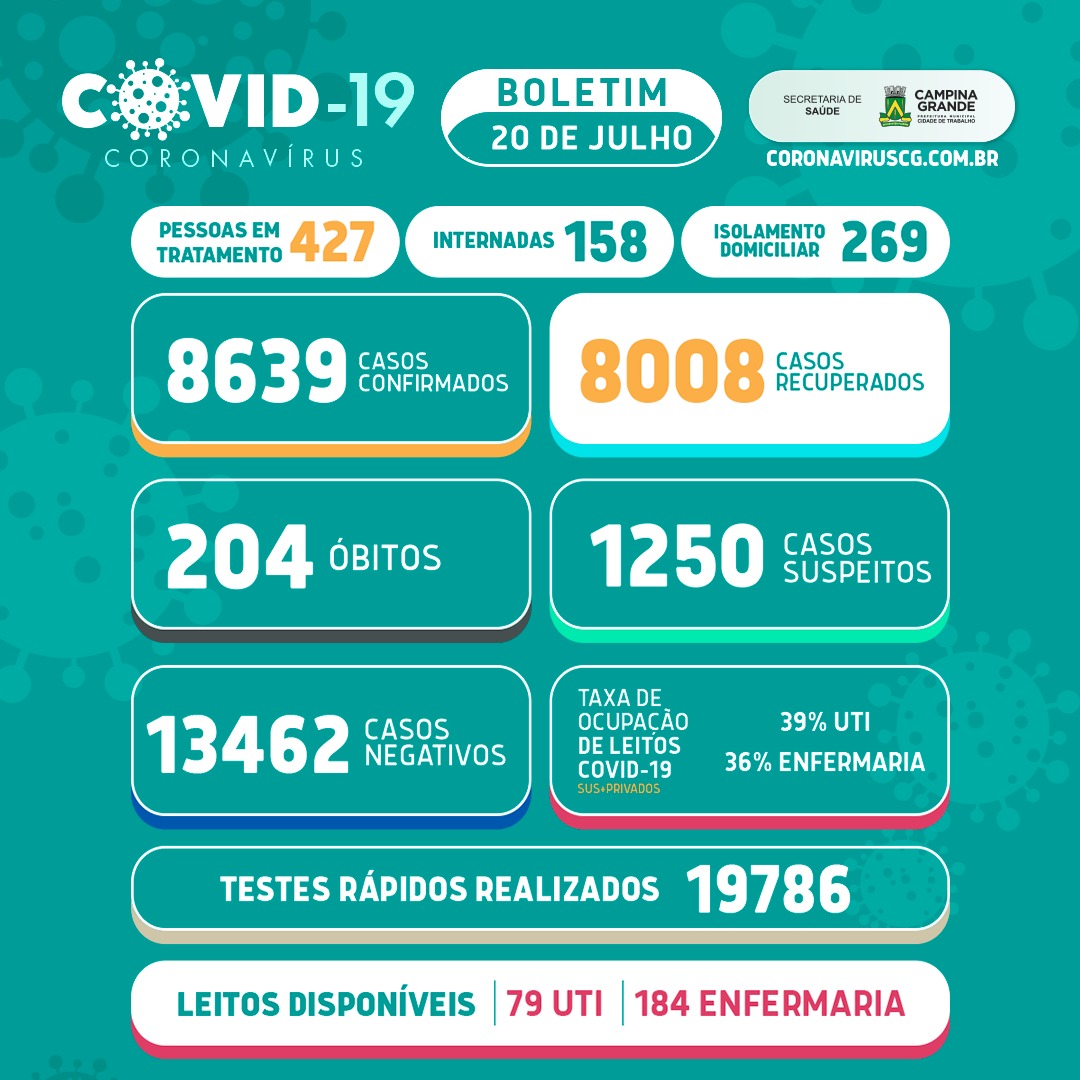 COVID-19
CORONAVÍRUS
BOLETIM
20 DE JULHO
SECRETARIA DE
SAÚDE
CAMPINA
GRANDE
PREFEITURA MUNICIPAL
CIDADE DE TRABALHO
CORONAVIRUSCG.COM.BR
PESSOAS EM
TRATAMENTO 427
INTERNADAS 158
ISOLAMENTO
DOMICILIAR 269
8639 CASOS
CONFIRMADOS
8008 CASOS
RECUPERADOS
204 ÓBITOS
1250 CASOS
SUSPEITOS
13462 CASOS
NEGATIVOS
TAXA DE
OCUPAÇÃO
DE LEITOS
COVID-19
SUS+PRIVADOS
39% UTI
36% ENFERMARIA
TESTES RÁPIDOS REALIZADOS 19786
LEITOS DISPONÍVEIS 79 UTI 184 ENFERMARIA